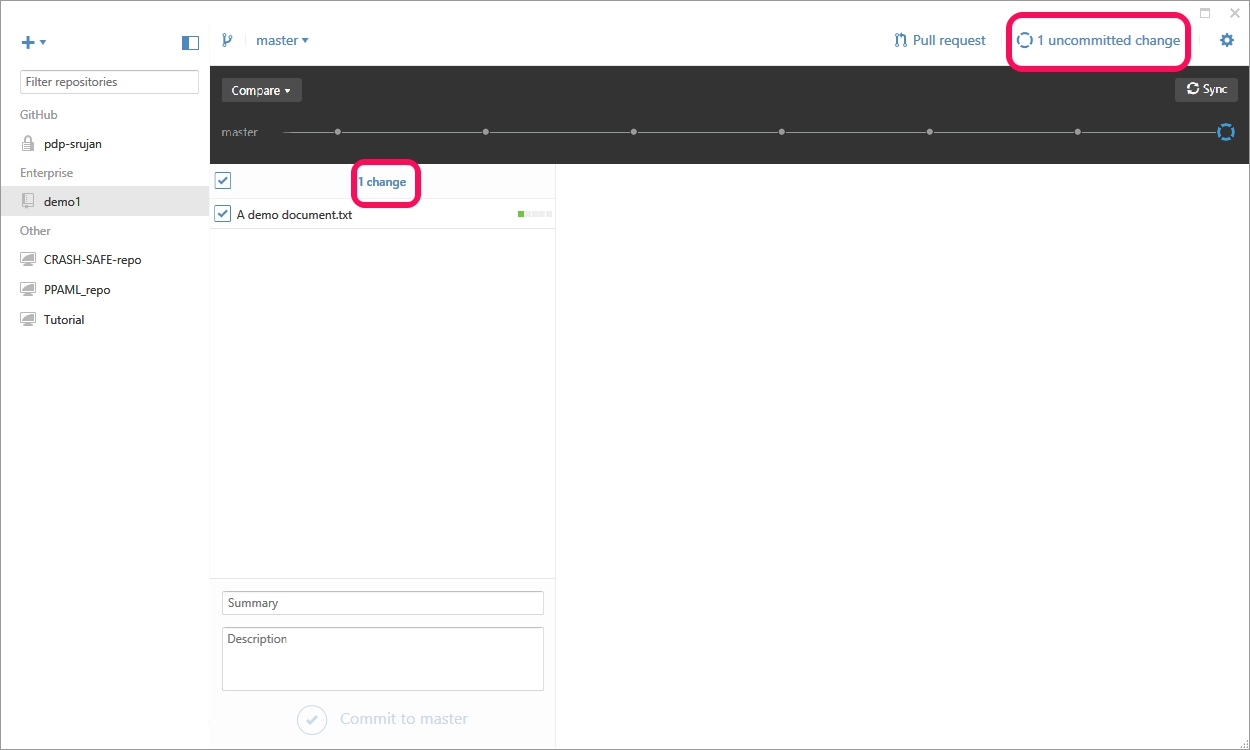 master
Pull request
1 uncommitted change
Filter repositories
GitHub
pdp-srujan
Enterprise
demo1
Other
CRASH-SAFE-repo
PPAML_repo
Tutorial
Compare
Sync
master
1 change
A demo document.txt
Summary
Description
Commit to master